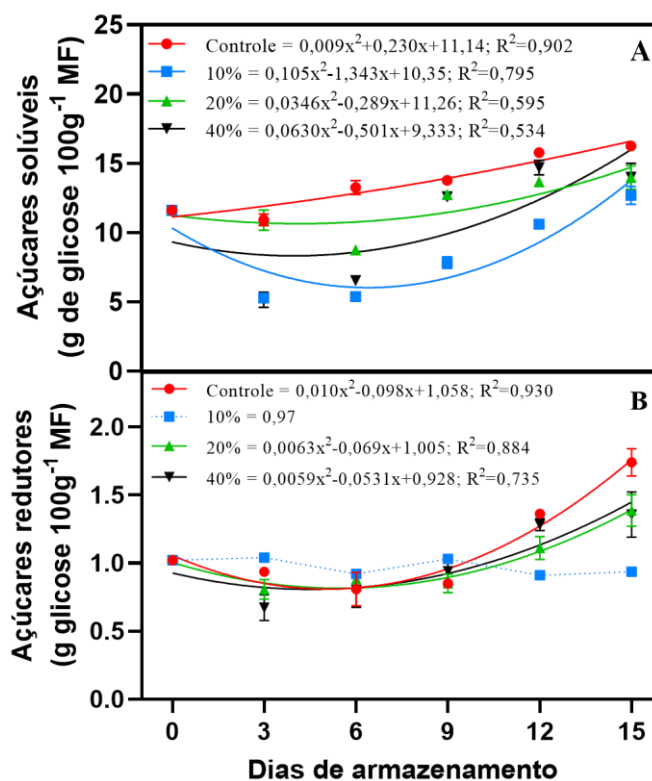 25
20
15
10
5
0
Açúcares solúveis
(g de glicose 100g⁻¹ MF)
Controle = 0,009x²+0,230x+11,14; R²=0,902
10% = 0,105x²-1,343x+10,35; R²=0,795
20% = 0,0346x²-0,289x+11,26; R²=0,595
40% = 0,0630x²-0,501x+9,333; R²=0,534
A
2.0
1.5
1.0
0.5
0.0
Açúcares redutores
(g glicose 100g⁻¹ MF)
Controle = 0,010x²-0,098x+1,058; R²=0,930
10% = 0,97
20% = 0,0063x²-0,069x+1,005; R²=0,884
40% = 0,0059x²-0,0531x+0,928; R²=0,735
B
0 3 6 9 12 15
Dias de armazenamento